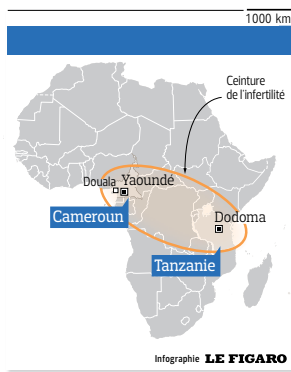 1000 km
Ceinture
de l'infertilité
Douala Yaoundé
Cameroun
Dodoma
Tanzanie
Infographie LE FIGARO